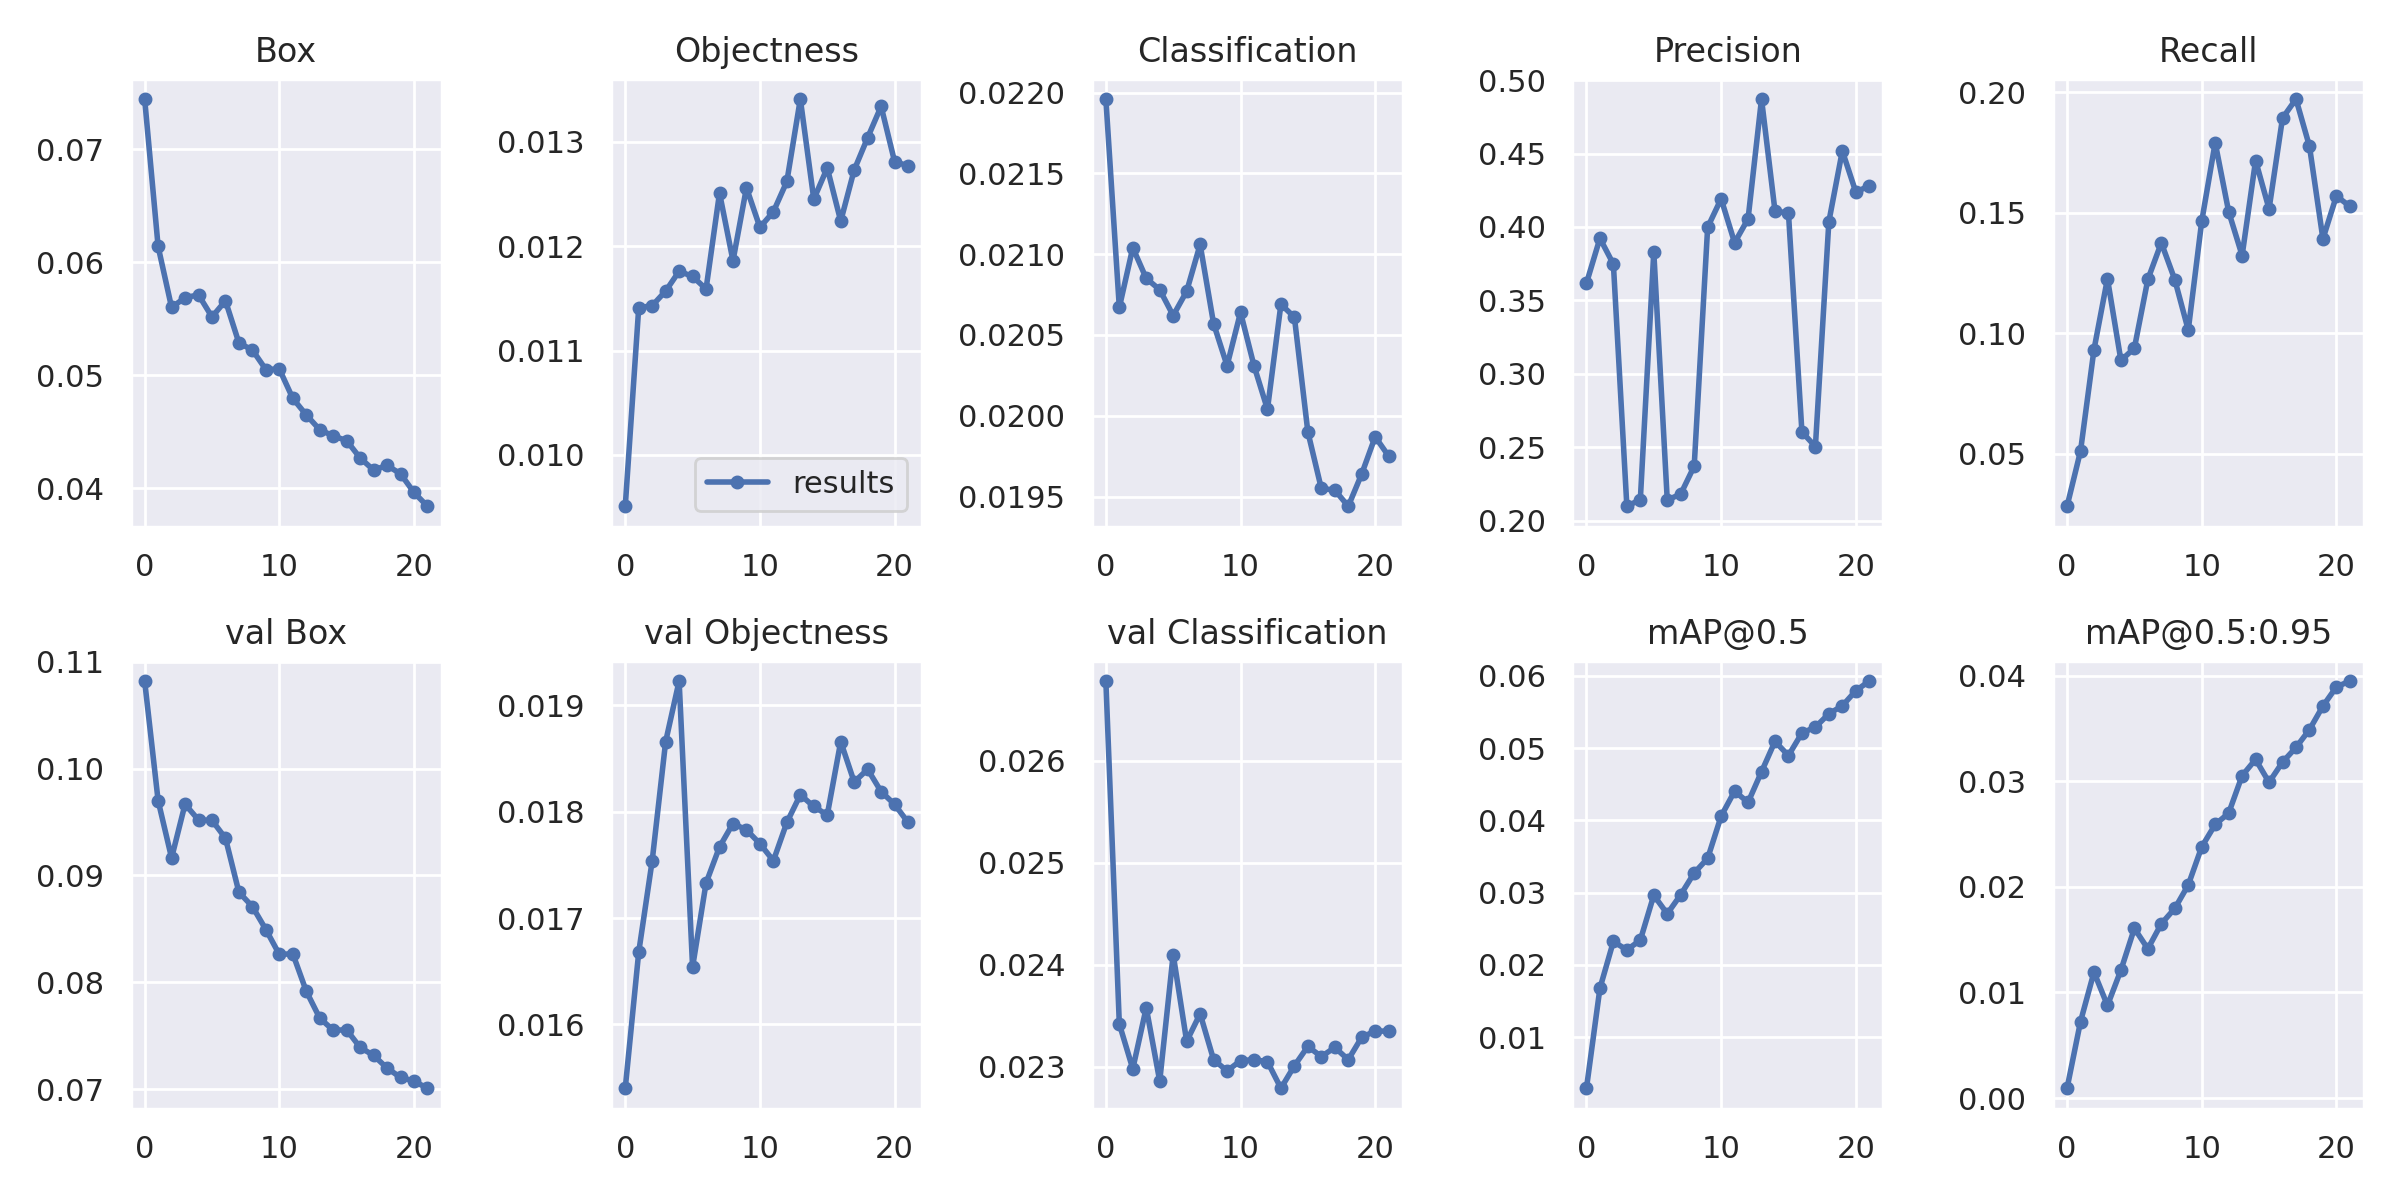 Box
0.07
0.06
0.05
0.04
0 10 20
Objectness
0.013
0.012
0.011
0.010
results
0 10 20
Classification
0.0220
0.0215
0.0210
0.0205
0.0200
0.0195
0 10 20
Precision
0.50
0.45
0.40
0.35
0.30
0.25
0.20
0 10 20
Recall
0.20
0.15
0.10
0.05
0 10 20
val Box
0.11
0.10
0.09
0.08
0.07
0 10 20
val Objectness
0.019
0.018
0.017
0.016
0 10 20
val Classification
0.026
0.025
0.024
0.023
0 10 20
mAP@0.5
0.06
0.05
0.04
0.03
0.02
0.01
0 10 20
mAP@0.5:0.95
0.04
0.03
0.02
0.01
0.00
0 10 20